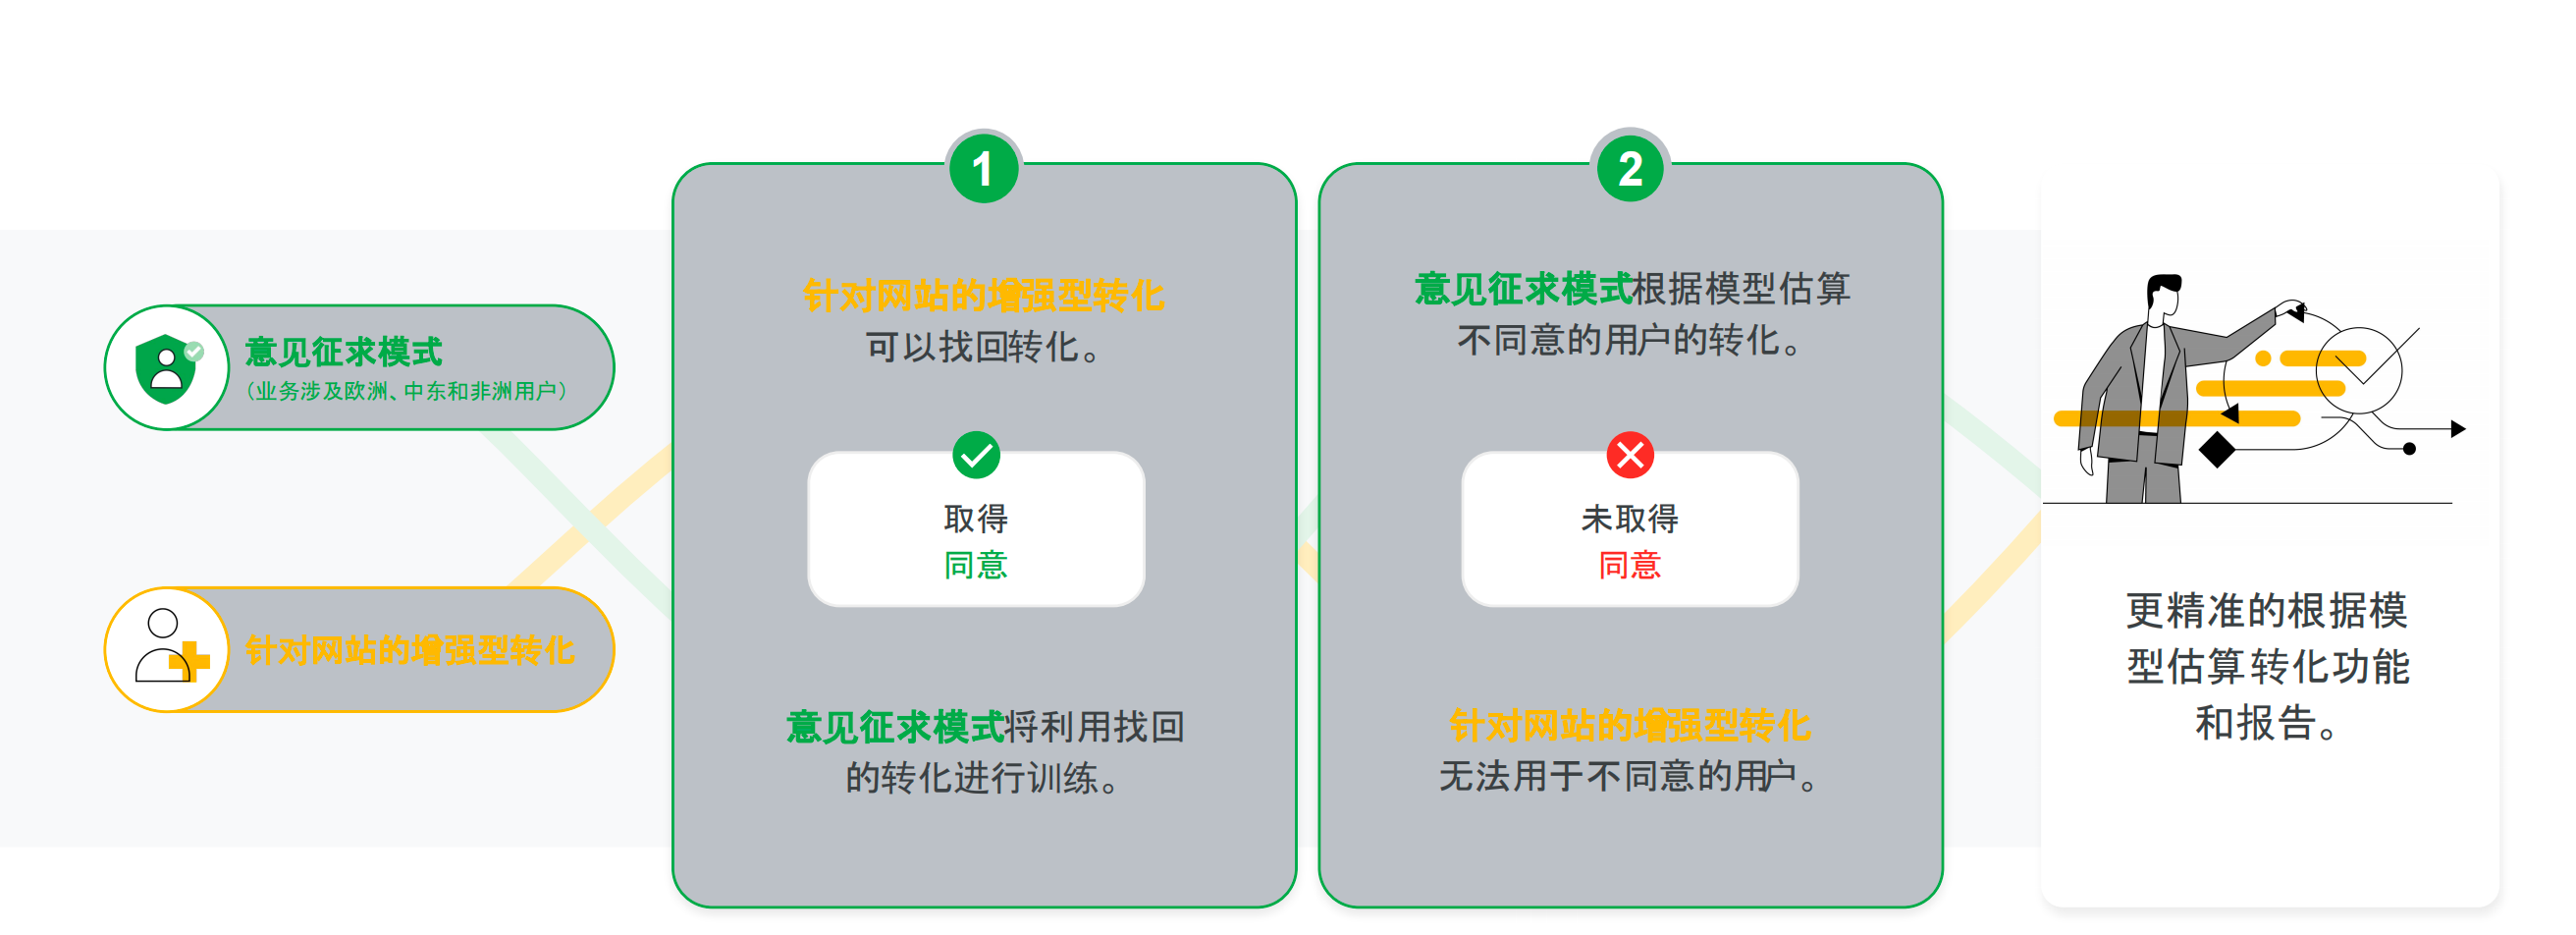 意见征求模式
（业务涉及欧洲、中东和非洲用户）
针对网站的增强型转化
1
针对网站的增强型转化
可以找回转化。
取得
同意
意见征求模式将利用找回
的转化进行训练。
2
意见征求模式根据模型估算
不同意的用户的转化。
未取得
同意
针对网站的增强型转化
无法用于不同意的用户。
更精准的根据模
型估算转化功能
和报告。